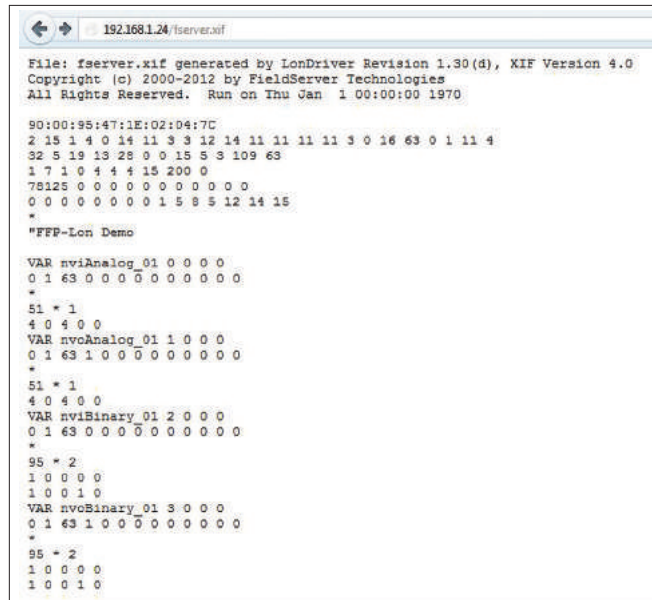 192.168.1.24/fserver.xif
File: fserver.xif generated by LonDriver Revision 1.30(d), XIF Version 4.0
Copyright (c) 2000-2012 by FieldServer Technologies
All Rights Reserved.  Run on Thu Jan  1 00:00:00 1970
90:00:95:47:1E:02:04:7C
2 15 1 4 0 14 11 3 3 12 14 11 11 11 11 3 0 16 63 0 1 11 4
32 5 19 13 28 0 0 15 5 3 109 63
1 7 1 0 4 4 4 15 200 0
78125 0 0 0 0 0 0 0 0 0 0 0
0 0 0 0 0 0 0 0 1 5 8 5 12 14 15
*
"FFP-Lon Demo
VAR nviAnalog_01 0 0 0 0
0 1 63 0 0 0 0 0 0 0 0 0 0
*
51 * 1
4 0 4 0 0
VAR nvoAnalog_01 1 0 0 0
0 1 63 1 0 0 0 0 0 0 0 0 0
*
51 * 1
4 0 4 0 0
VAR nviBinary_01 2 0 0 0
0 1 63 0 0 0 0 0 0 0 0 0 0
*
95 * 2
1 0 0 0 0
1 0 0 1 0
VAR nvoBinary_01 3 0 0 0
0 1 63 1 0 0 0 0 0 0 0 0 0
*
95 * 2
1 0 0 0 0
1 0 0 1 0